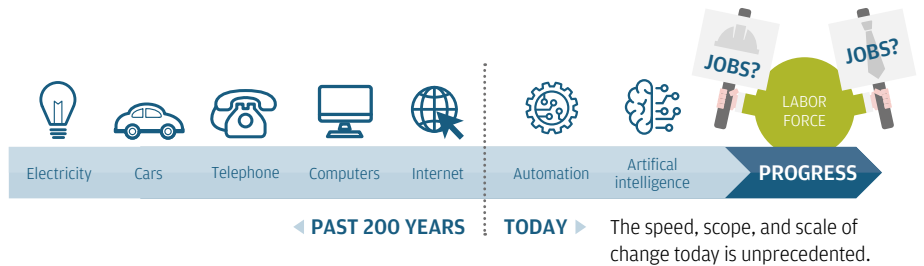 JOBS?
JOBS?
LABOR
FORCE
Electricity
Cars
Telephone
Computers
Internet
Automation
Artifical
intelligence
PROGRESS
PAST 200 YEARS
TODAY
The speed, scope, and scale of
change today is unprecedented.